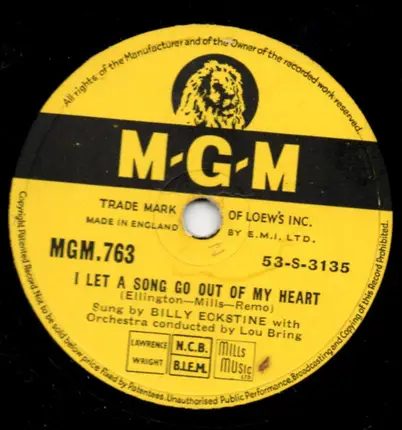 All rights of the Manufacturer and of the Owner of the recorded work reserved.
M-G-M
TRADE MARK OF LOEW'S INC.
MADE IN ENGLAND BY E.M.I. LTD.
MGM.763 53-S-3135
I LET A SONG GO OUT OF MY HEART
(Ellington—Mills—Remo)
Sung by BILLY ECKSTINE with
Orchestra conducted by Lou Bring
LAWRENCE WRIGHT
N.C.B. B.I.E.M.
Mills MUSIC LTD.
Copyright Patented Record Not to be sold below price fixed by Patentees. Unauthorised Public Performance, Broadcasting and Copying of this Record Prohibited.